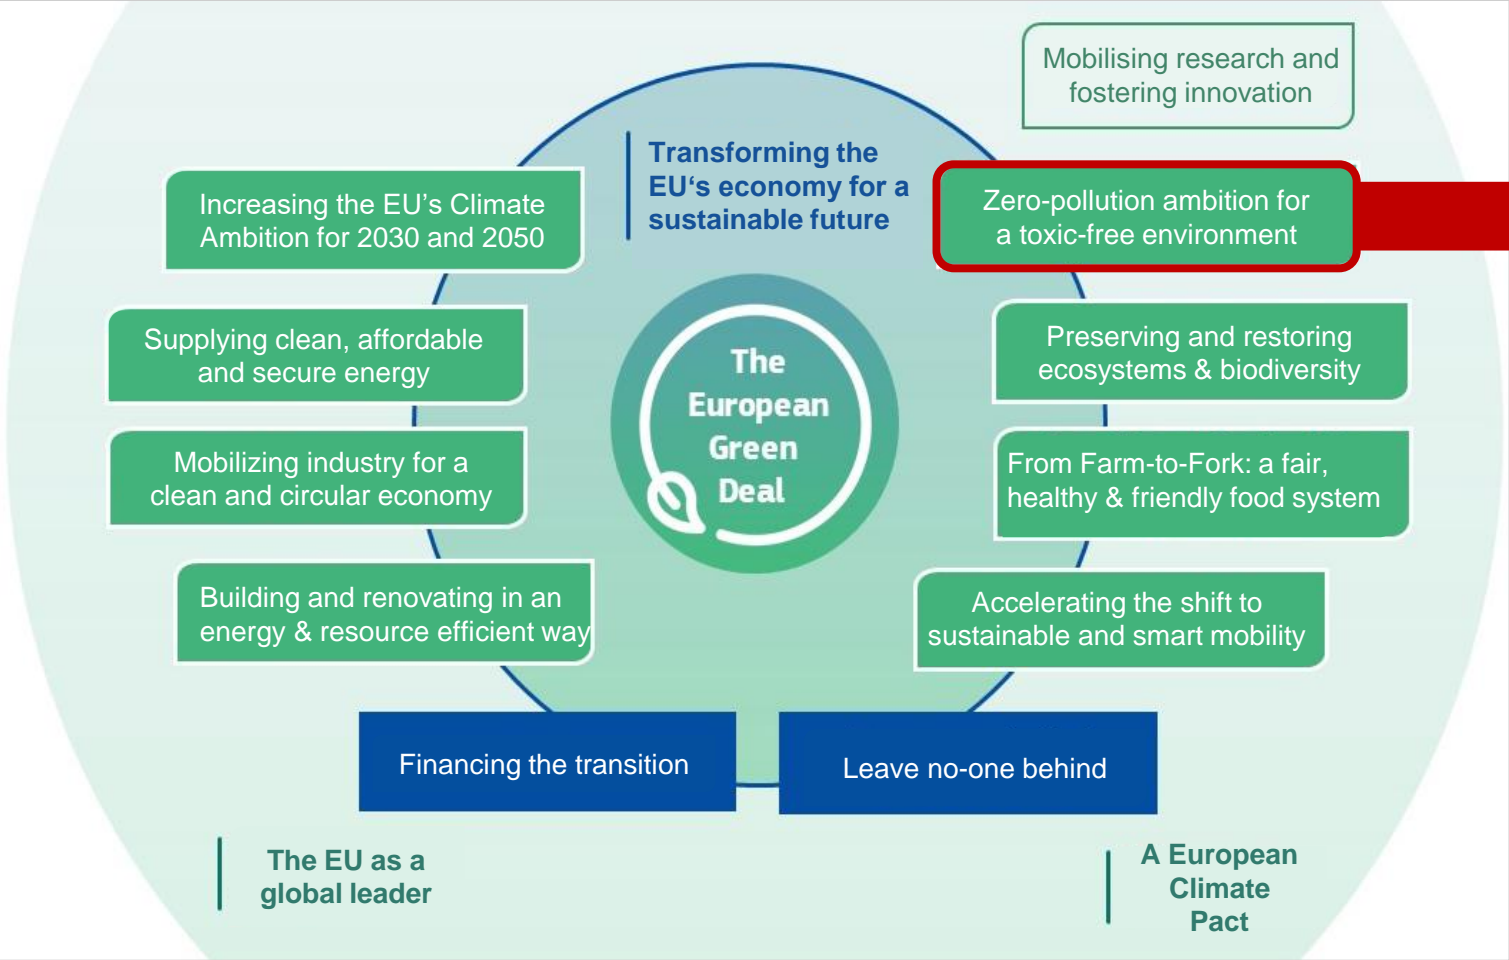 Mobilising research and
fostering innovation
Transforming the
EU‘s economy for a
sustainable future
Increasing the EU’s Climate
Ambition for 2030 and 2050
Zero-pollution ambition for
a toxic-free environment
Supplying clean, affordable
and secure energy
The
European
Green
Deal
Preserving and restoring
ecosystems & biodiversity
Mobilizing industry for a
clean and circular economy
From Farm-to-Fork: a fair,
healthy & friendly food system
Building and renovating in an
energy & resource efficient way
Accelerating the shift to
sustainable and smart mobility
Financing the transition
Leave no-one behind
The EU as a
global leader
A European
Climate
Pact